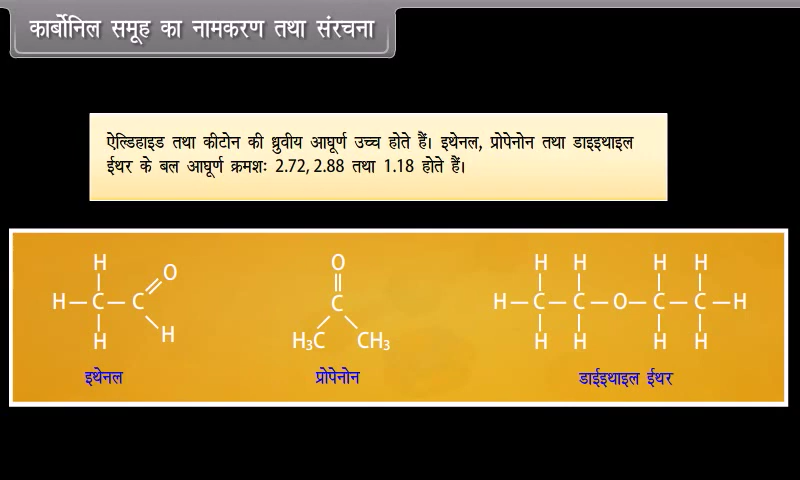 कार्बोनिल समूह का नामकरण तथा संरचना
ऐल्डिहाइड तथा कीटोन की ध्रुवीय आघूर्ण उच्च होते हैं। इथेनल, प्रोपेनोन तथा डाइइथाइल
ईथर के बल आघूर्ण क्रमशः 2.72, 2.88 तथा 1.18 होते हैं।
H H O H H H H
H C C C H C C O C C H
H H H₃C CH₃ H H H H
इथेनल प्रोपेनोन डाईइथाइल ईथर